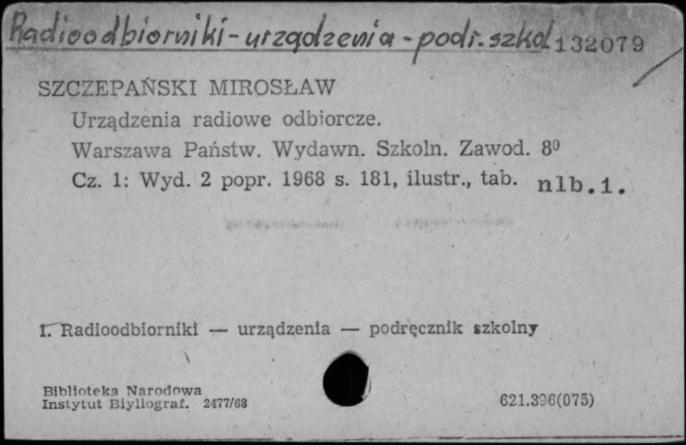 Radioodbiorniki - urządzenia - podr. szkol 132079
SZCZEPAŃSKI MIROSŁAW
Urządzenia radiowe odbiorcze.
Warszawa Państw. Wydawn. Szkoln. Zawod. 8⁰
Cz. 1: Wyd. 2 popr. 1968 s. 181, ilustr., tab. nlb.1.
1. Radioodbiorniki — urządzenia — podręcznik szkolny
Biblioteka Narodowa
Instytut Biyliograf. 2477/68
621.396(075)